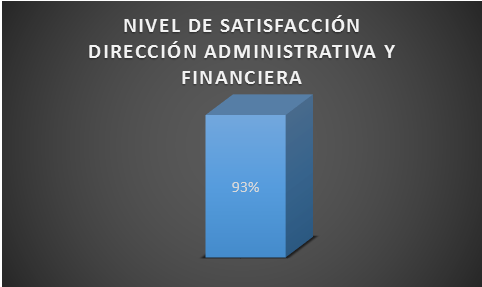 NIVEL DE SATISFACCIÓN
DIRECCIÓN ADMINISTRATIVA Y
FINANCIERA
93%